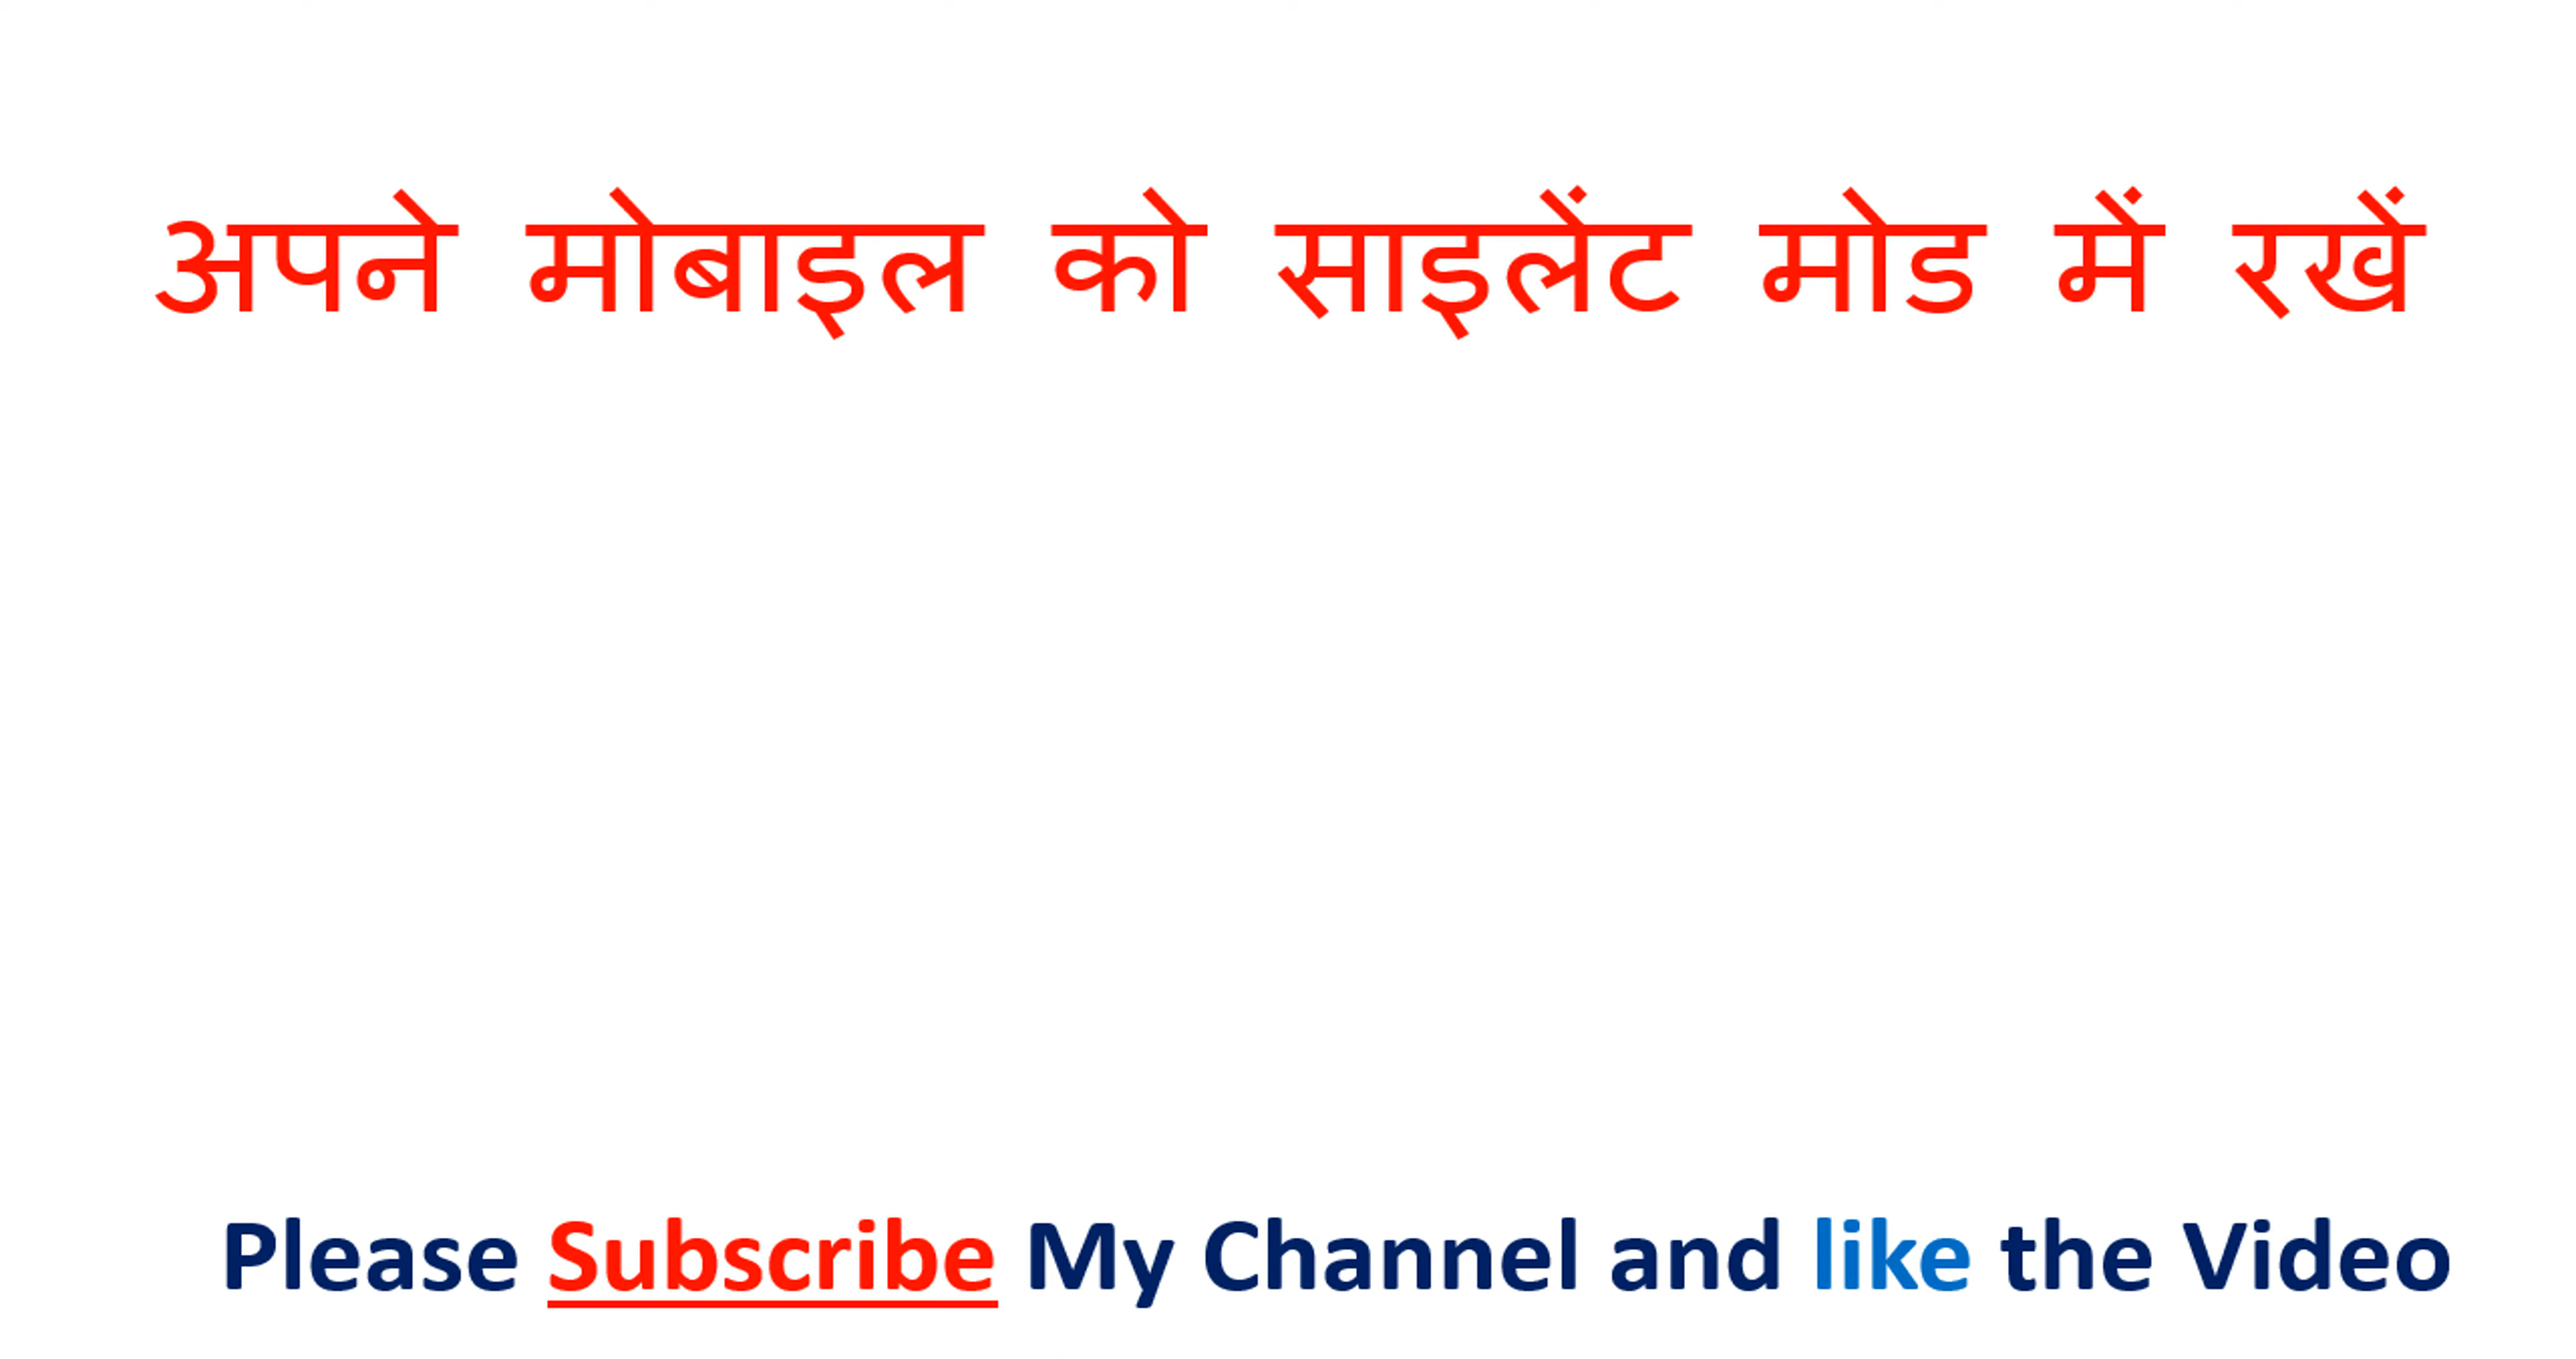 अपने मोबाइल को साइलेंट मोड में रखें
Please Subscribe My Channel and like the Video